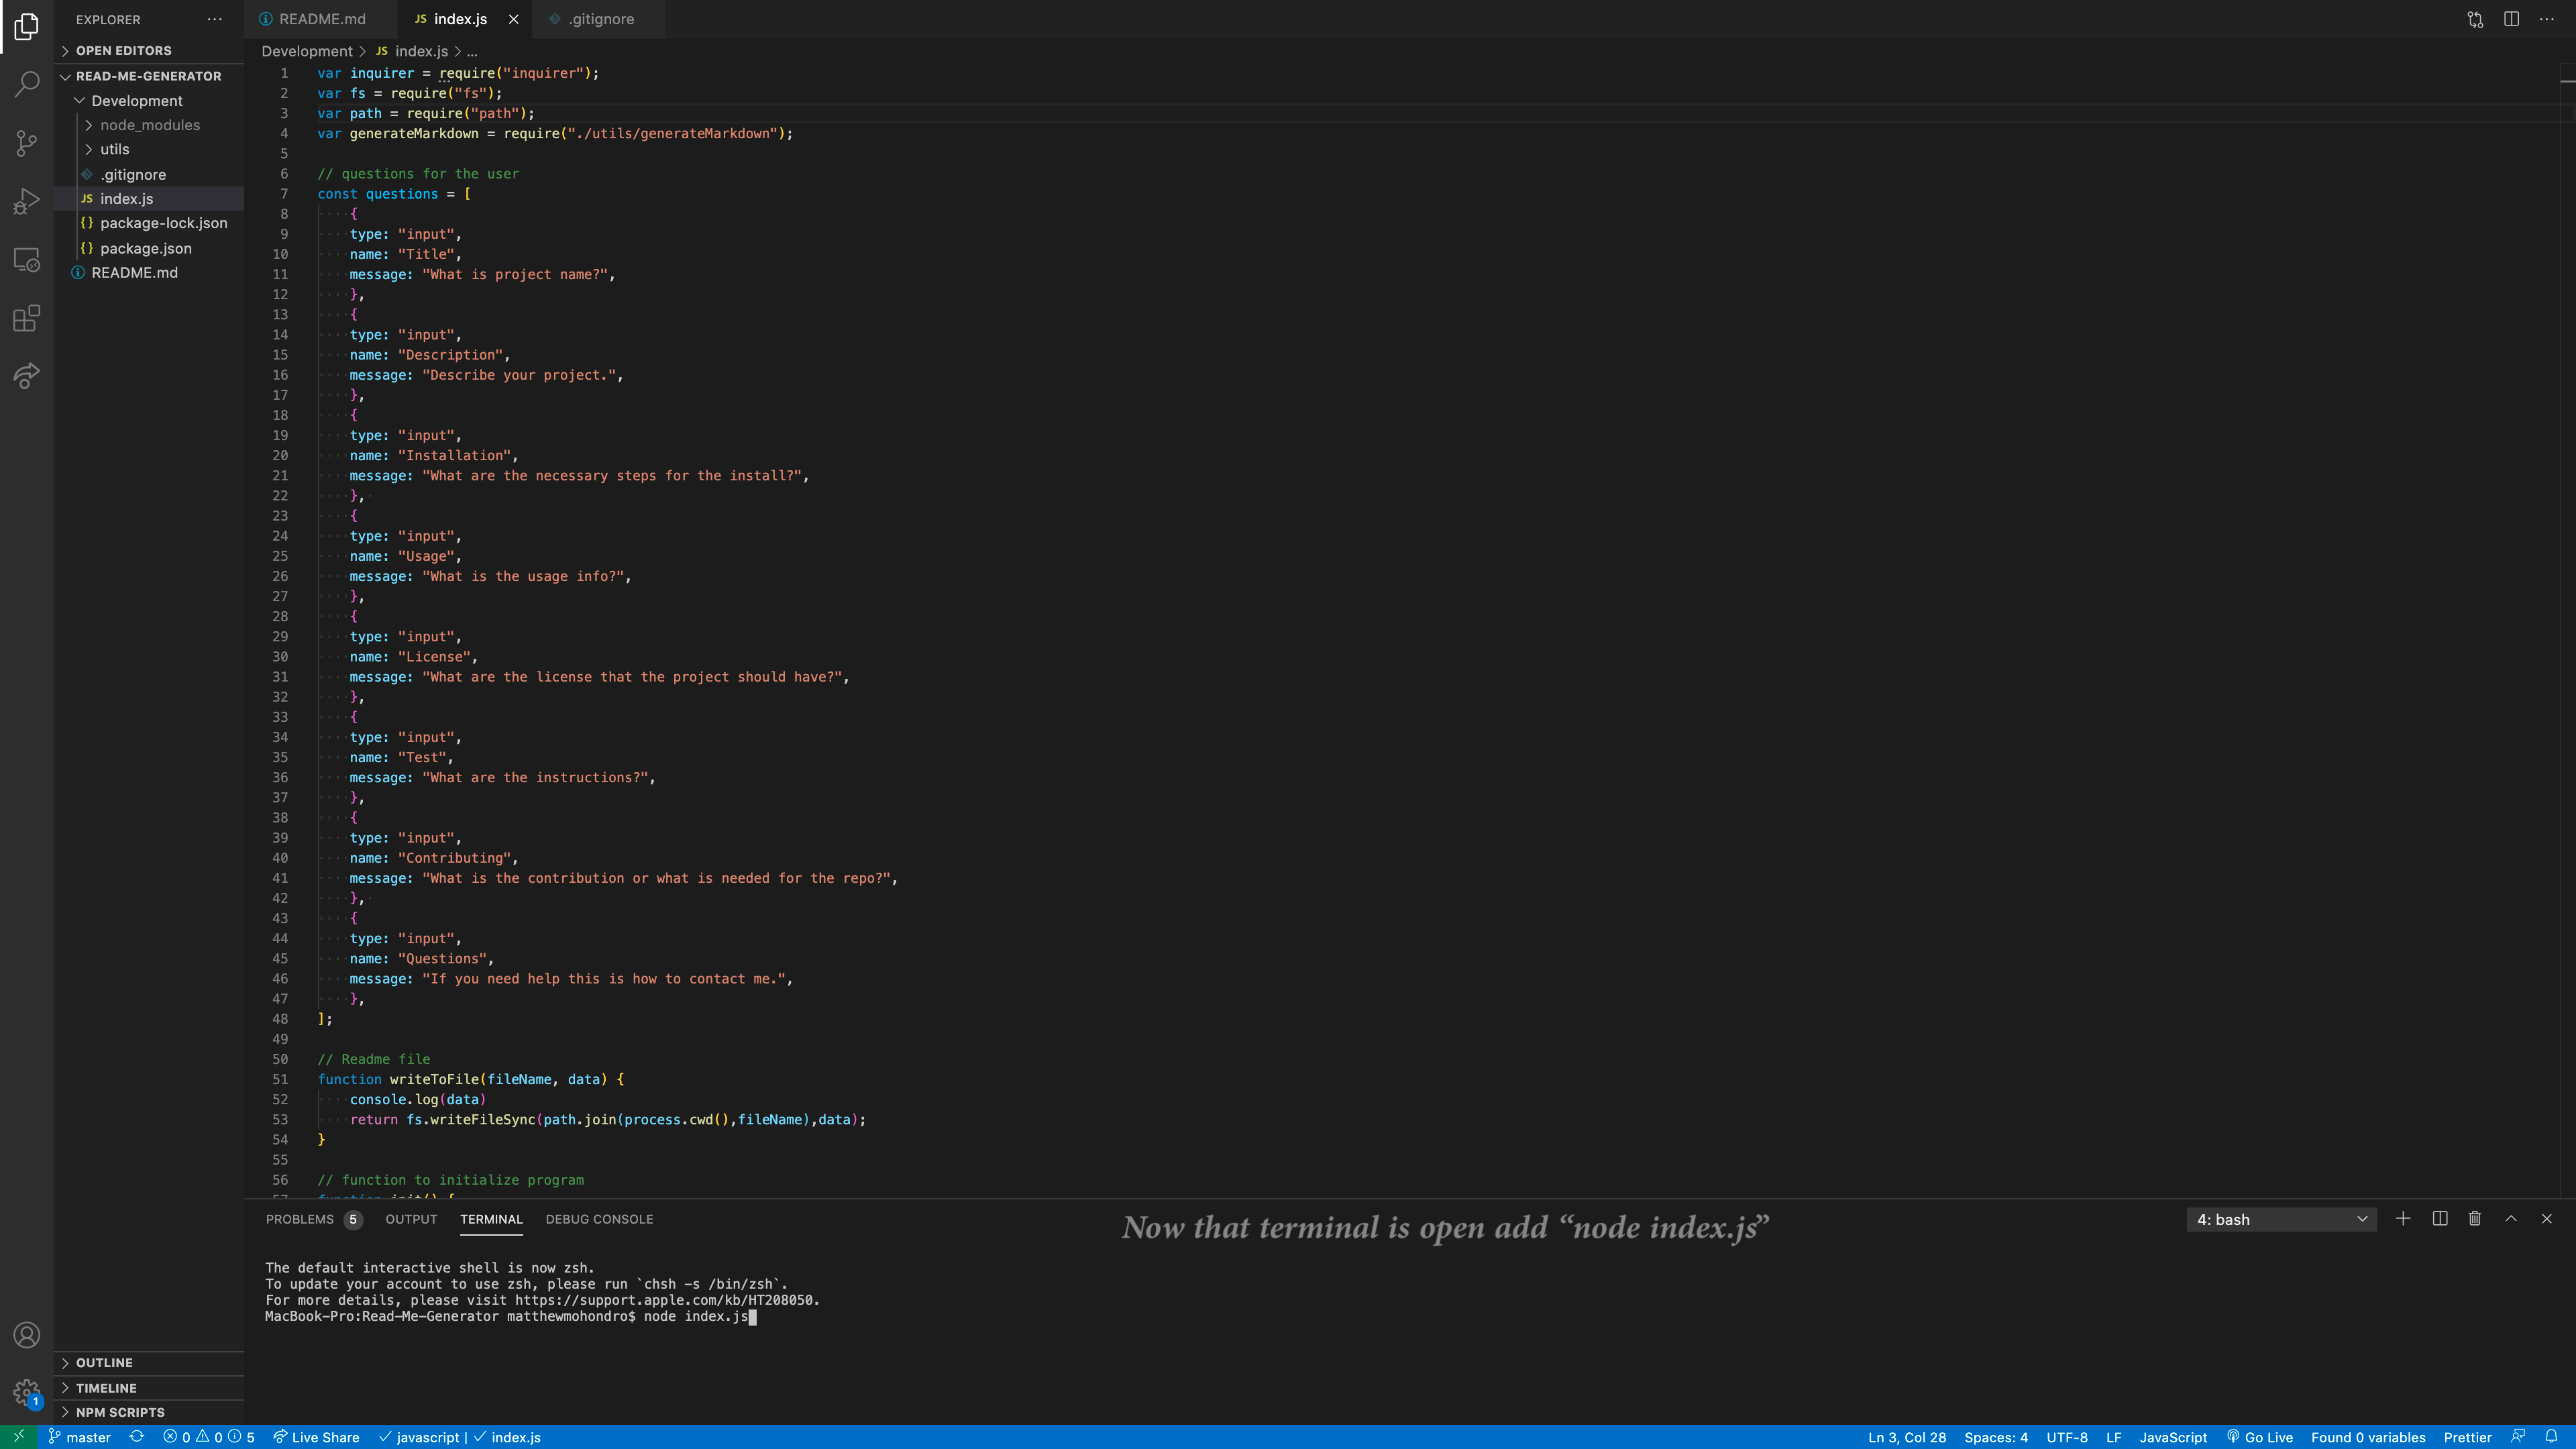 EXPLORER
OPEN EDITORS
READ-ME-GENERATOR
Development
node_modules
utils
.gitignore
index.js
package-lock.json
package.json
README.md
OUTLINE
TIMELINE
NPM SCRIPTS
README.md
JS index.js
.gitignore
Development > JS index.js > ...
1 var inquirer = require("inquirer");
2 var fs = require("fs");
3 var path = require("path");
4 var generateMarkdown = require("./utils/generateMarkdown");
5
6 // questions for the user
7 const questions = [
8 {
9 type: "input",
10 name: "Title",
11 message: "What is project name?",
12 },
13 {
14 type: "input",
15 name: "Description",
16 message: "Describe your project.",
17 },
18 {
19 type: "input",
20 name: "Installation",
21 message: "What are the necessary steps for the install?",
22 },
23 {
24 type: "input",
25 name: "Usage",
26 message: "What is the usage info?",
27 },
28 {
29 type: "input",
30 name: "License",
31 message: "What are the license that the project should have?",
32 },
33 {
34 type: "input",
35 name: "Test",
36 message: "What are the instructions?",
37 },
38 {
39 type: "input",
40 name: "Contributing",
41 message: "What is the contribution or what is needed for the repo?",
42 },
43 {
44 type: "input",
45 name: "Questions",
46 message: "If you need help this is how to contact me.",
47 },
48 ];
49
50 // Readme file
51 function writeToFile(fileName, data) {
52 console.log(data)
53 return fs.writeFileSync(path.join(process.cwd(),fileName),data);
54 }
55
56 // function to initialize program
57 function init() {
PROBLEMS 5 OUTPUT TERMINAL DEBUG CONSOLE
Now that terminal is open add “node index.js”
4: bash
The default interactive shell is now zsh.
To update your account to use zsh, please run `chsh -s /bin/zsh`.
For more details, please visit https://support.apple.com/kb/HT208050.
MacBook-Pro:Read-Me-Generator matthewmohondro$ node index.js
1
master 0 0 5 Live Share javascript | index.js
Ln 3, Col 28 Spaces: 4 UTF-8 LF JavaScript Go Live Found 0 variables Prettier